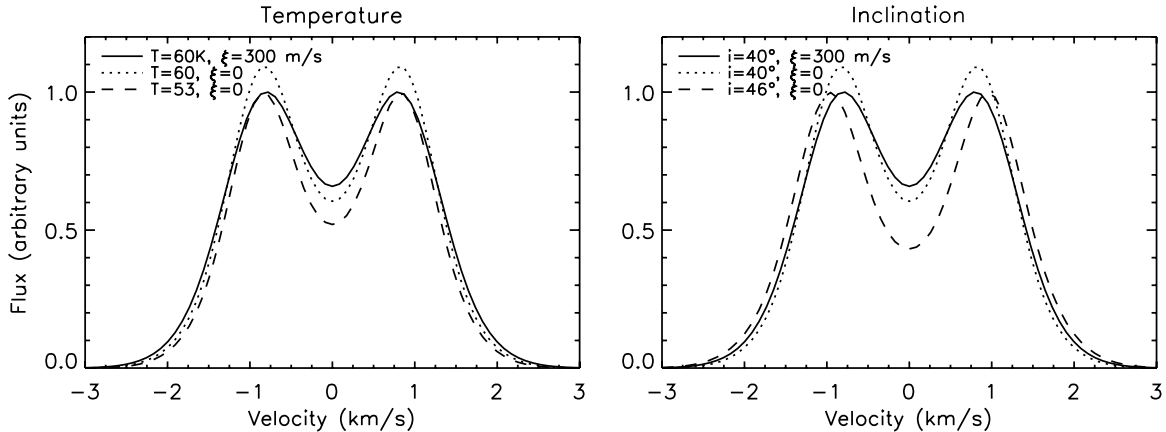 Temperature
T=60K, ξ=300 m/s
T=60, ξ=0
T=53, ξ=0
1.0
0.5
0.0
Flux (arbitrary units)
−3 −2 −1 0 1 2 3
Velocity (km/s)
Inclination
i=40°, ξ=300 m/s
i=40°, ξ=0
i=46°, ξ=0
1.0
0.5
0.0
−3 −2 −1 0 1 2 3
Velocity (km/s)